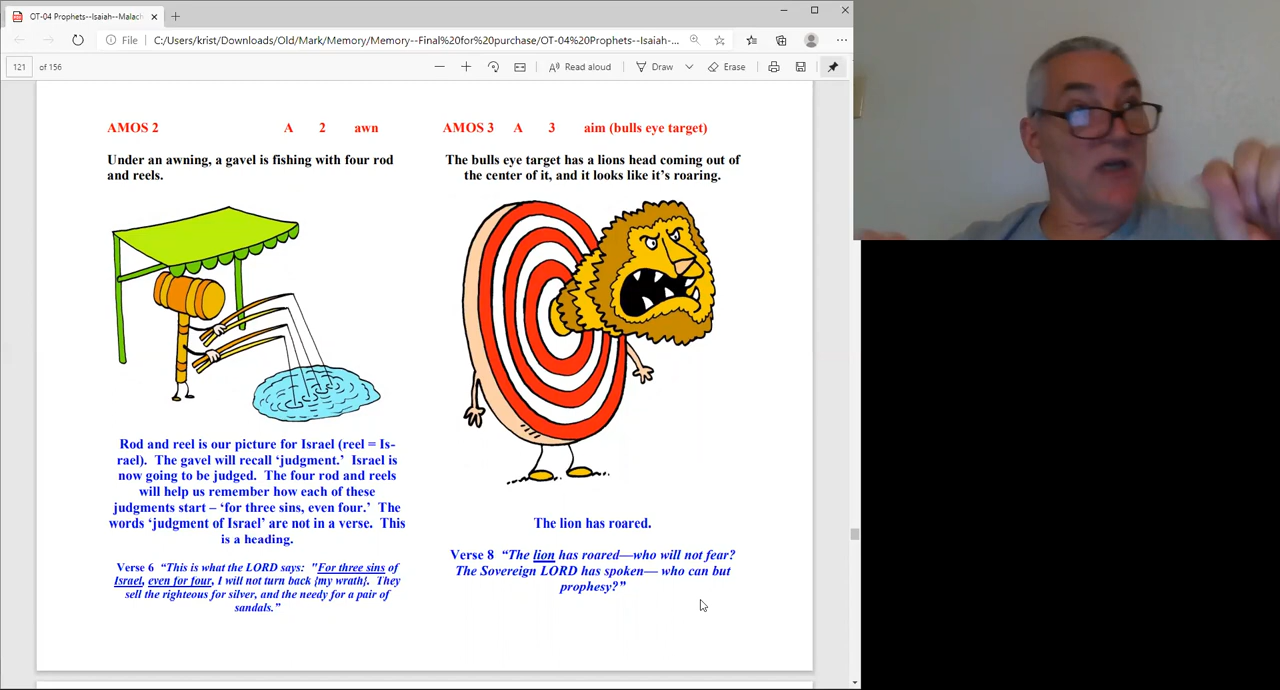 OT-04 Prophets--Isaiah--Malach
File
C:/Users/krist/Downloads/Old/Mark/Memory/Memory--Final%20for%20purchase/OT-04%20Prophets--Isaiah-...
121 of 156
Read aloud
Draw
Erase
AMOS 2 A 2 awn
Under an awning, a gavel is fishing with four rod
and reels.
Rod and reel is our picture for Israel (reel = Is-
rael). The gavel will recall ‘judgment.’ Israel is
now going to be judged. The four rod and reels
will help us remember how each of these
judgments start – ‘for three sins, even four.’ The
words ‘judgment of Israel’ are not in a verse. This
is a heading.
Verse 6 “This is what the LORD says: "For three sins of
Israel, even for four, I will not turn back {my wrath}. They
sell the righteous for silver, and the needy for a pair of
sandals.”
AMOS 3 A 3 aim (bulls eye target)
The bulls eye target has a lions head coming out of
the center of it, and it looks like it’s roaring.
The lion has roared.
Verse 8 “The lion has roared—who will not fear?
The Sovereign LORD has spoken— who can but
prophesy?”